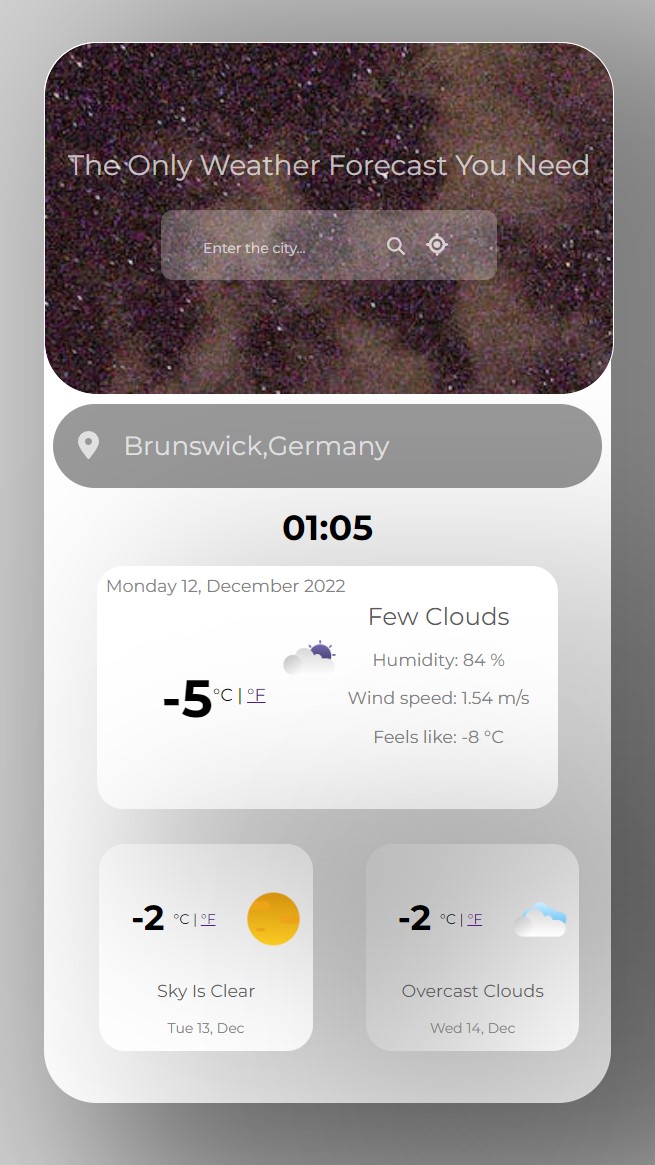 The Only Weather Forecast You Need
Enter the city...
Brunswick,Germany
01:05
Monday 12, December 2022
Few Clouds
Humidity: 84 %
-5°C | °F
Wind speed: 1.54 m/s
Feels like: -8 °C
-2 °C | °F
Sky Is Clear
Tue 13, Dec
-2 °C | °F
Overcast Clouds
Wed 14, Dec